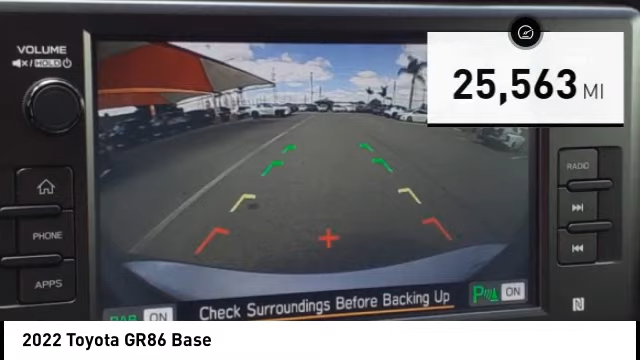 VOLUME
HOLD
PHONE
APPS
RADIO
25,563 MI
RAB ON
P ON
Check Surroundings Before Backing Up
2022 Toyota GR86 Base